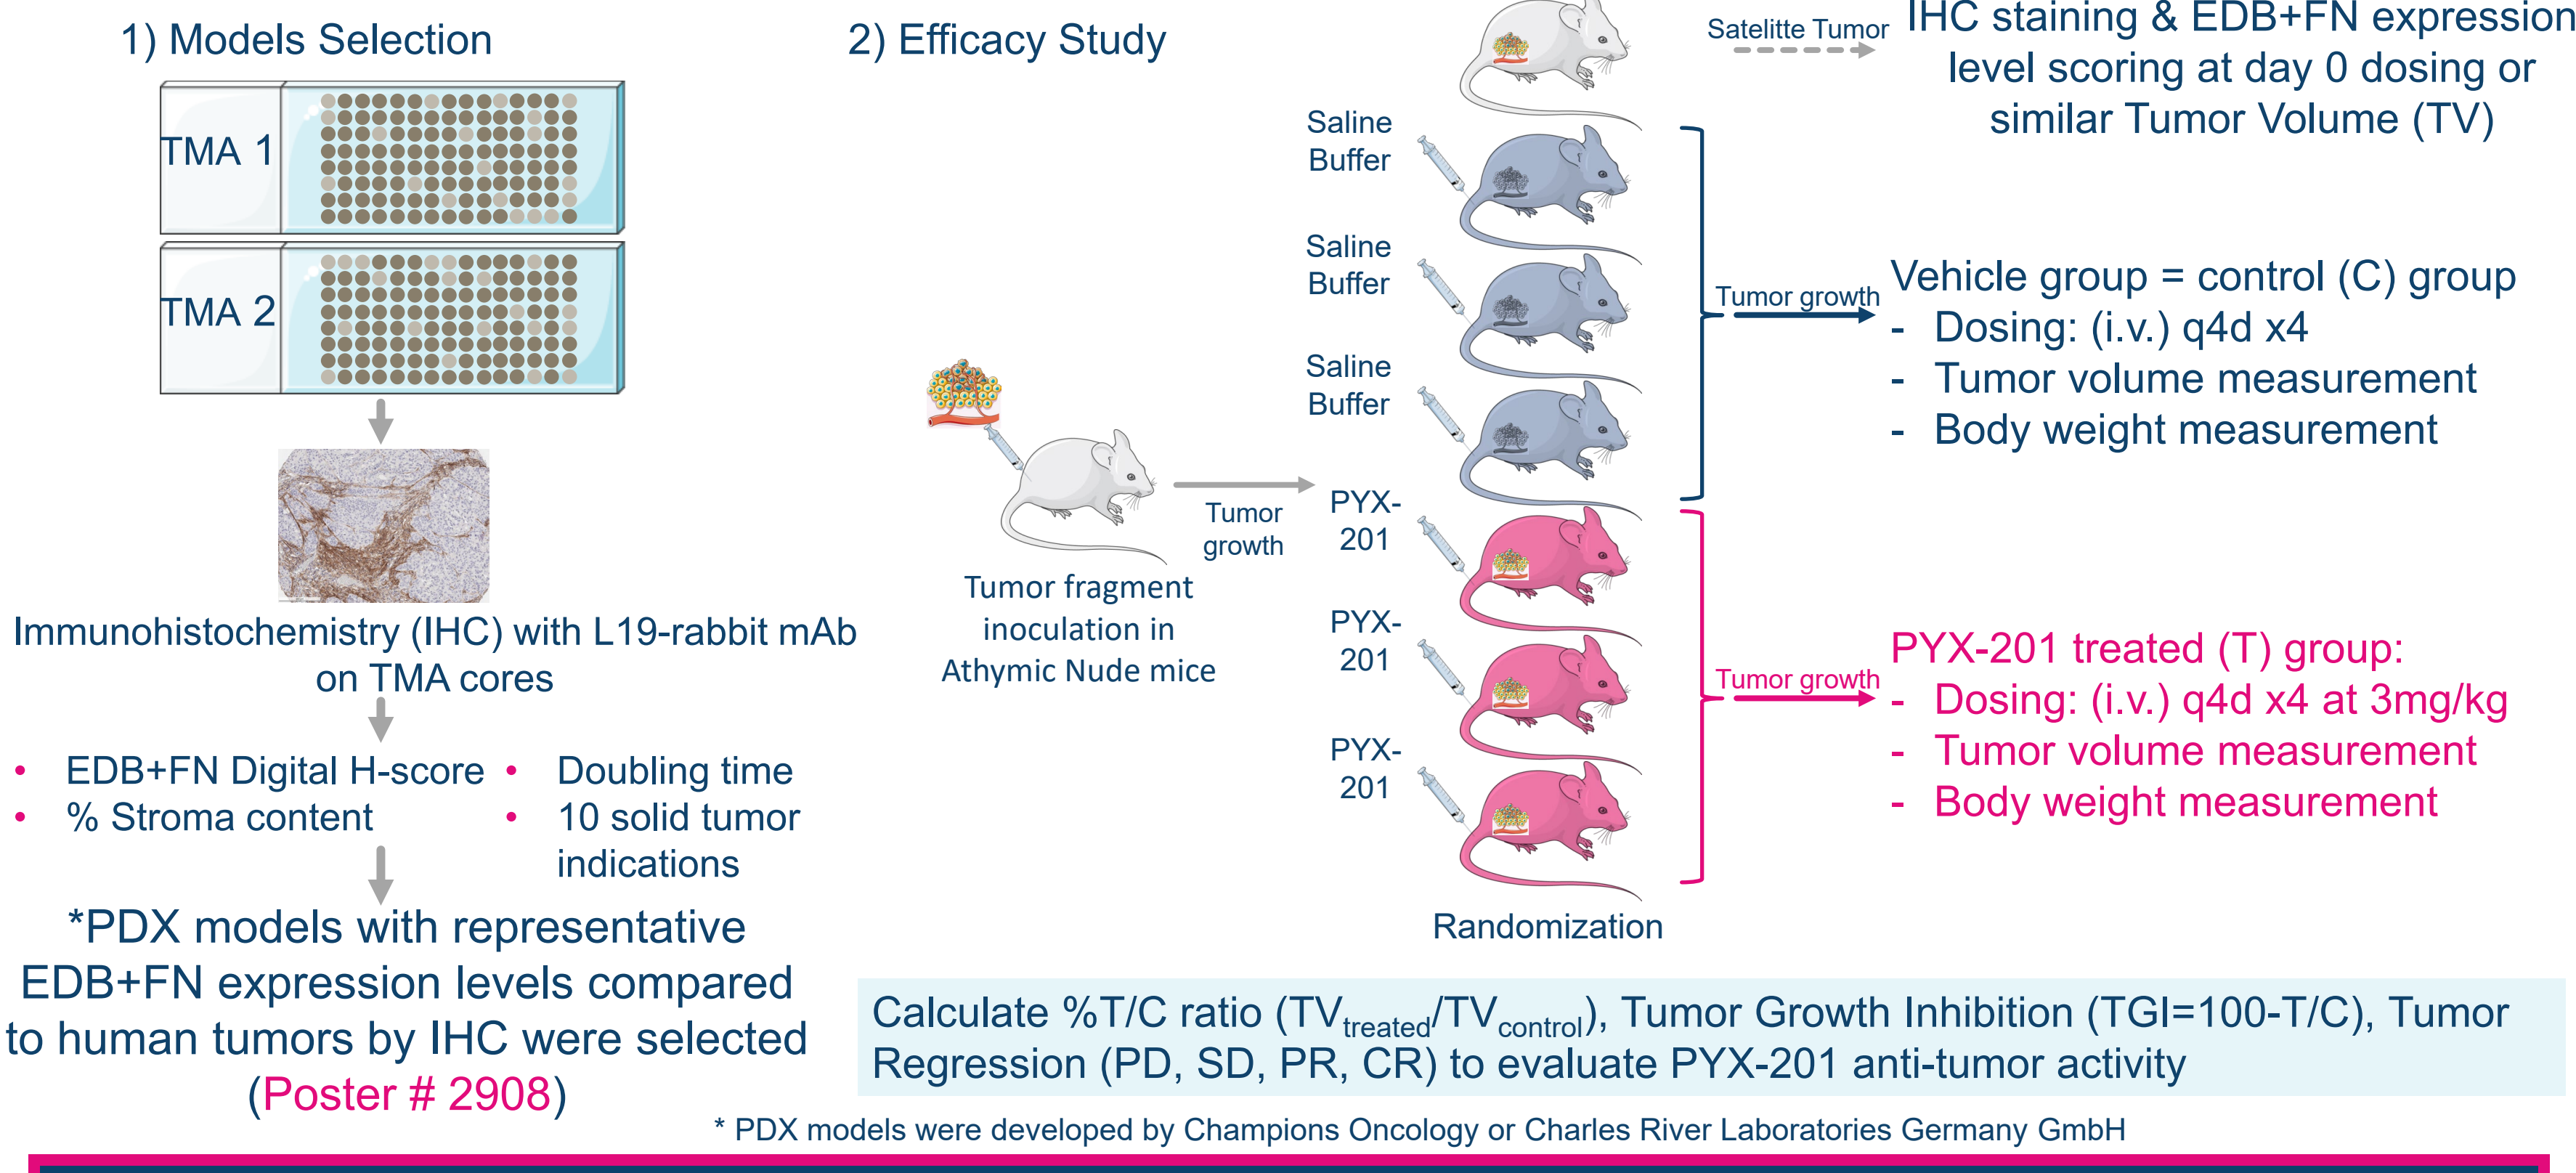 1) Models Selection
TMA 1
TMA 2
Immunohistochemistry (IHC) with L19-rabbit mAb
on TMA cores
• EDB+FN Digital H-score
• % Stroma content
• Doubling time
• 10 solid tumor
indications
*PDX models with representative
EDB+FN expression levels compared
to human tumors by IHC were selected
(Poster # 2908)
2) Efficacy Study
Tumor fragment
inoculation in
Athymic Nude mice
Tumor
growth
Saline
Buffer
Saline
Buffer
Saline
Buffer
PYX-
201
PYX-
201
PYX-
201
Randomization
Satelitte Tumor
IHC staining & EDB+FN expression
level scoring at day 0 dosing or
similar Tumor Volume (TV)
Tumor growth
Vehicle group = control (C) group
- Dosing: (i.v.) q4d x4
- Tumor volume measurement
- Body weight measurement
Tumor growth
PYX-201 treated (T) group:
- Dosing: (i.v.) q4d x4 at 3mg/kg
- Tumor volume measurement
- Body weight measurement
Calculate %T/C ratio (TVtreated/TVcontrol), Tumor Growth Inhibition (TGI=100-T/C), Tumor
Regression (PD, SD, PR, CR) to evaluate PYX-201 anti-tumor activity
* PDX models were developed by Champions Oncology or Charles River Laboratories Germany GmbH